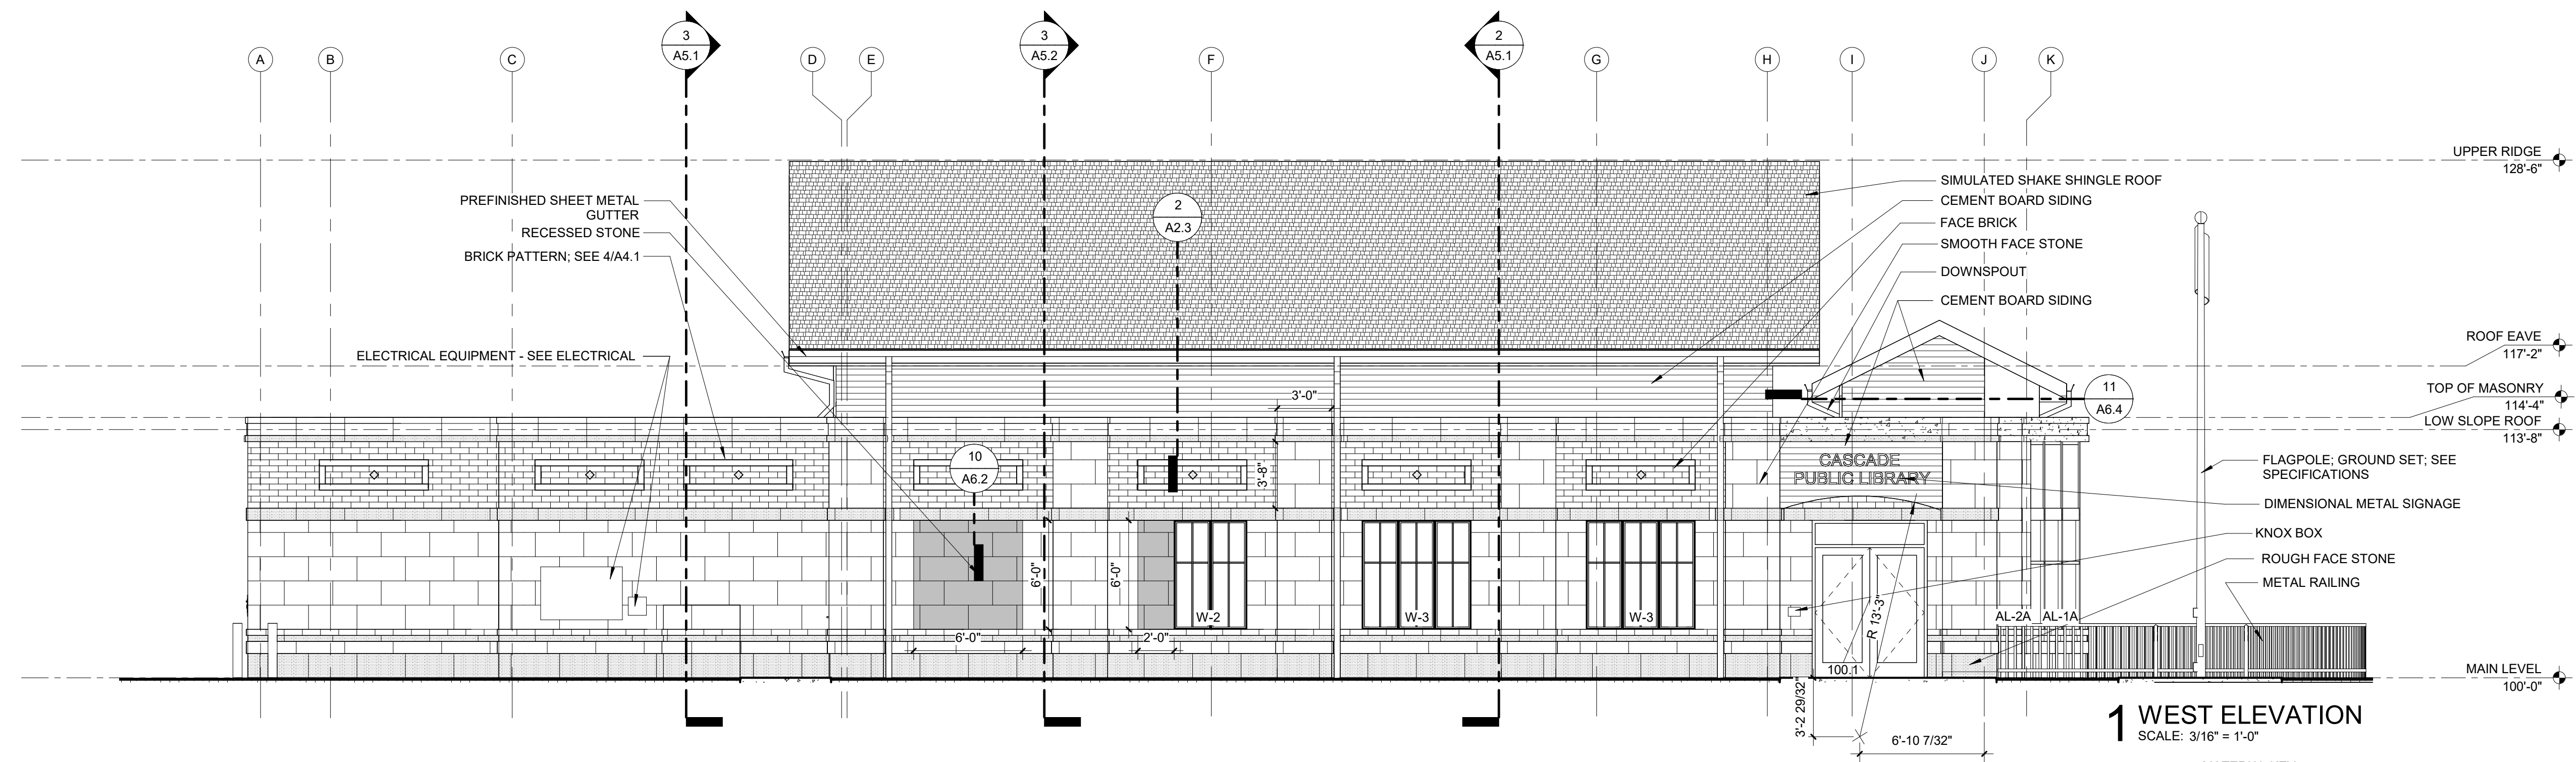 3
A5.1
3
A5.2
2
A5.1
A
B
C
D
E
F
G
H
I
J
K
UPPER RIDGE
128'-6"
SIMULATED SHAKE SHINGLE ROOF
PREFINISHED SHEET METAL
GUTTER
CEMENT BOARD SIDING
2
A2.3
FACE BRICK
RECESSED STONE
SMOOTH FACE STONE
BRICK PATTERN; SEE 4/A4.1
DOWNSPOUT
CEMENT BOARD SIDING
ROOF EAVE
117'-2"
ELECTRICAL EQUIPMENT - SEE ELECTRICAL
11
A6.4
TOP OF MASONRY
114'-4"
3'-0"
LOW SLOPE ROOF
113'-8"
10
A6.2
3'-8"
CASCADE
PUBLIC LIBRARY
FLAGPOLE; GROUND SET; SEE
SPECIFICATIONS
DIMENSIONAL METAL SIGNAGE
KNOX BOX
ROUGH FACE STONE
METAL RAILING
6'-0"
6'-0"
W-2
W-3
W-3
R 13'-3"
AL-2A
AL-1A
6'-0"
2'-0"
100.1
MAIN LEVEL
100'-0"
3'-2 29/32"
6'-10 7/32"
1 WEST ELEVATION
SCALE: 3/16" = 1'-0"